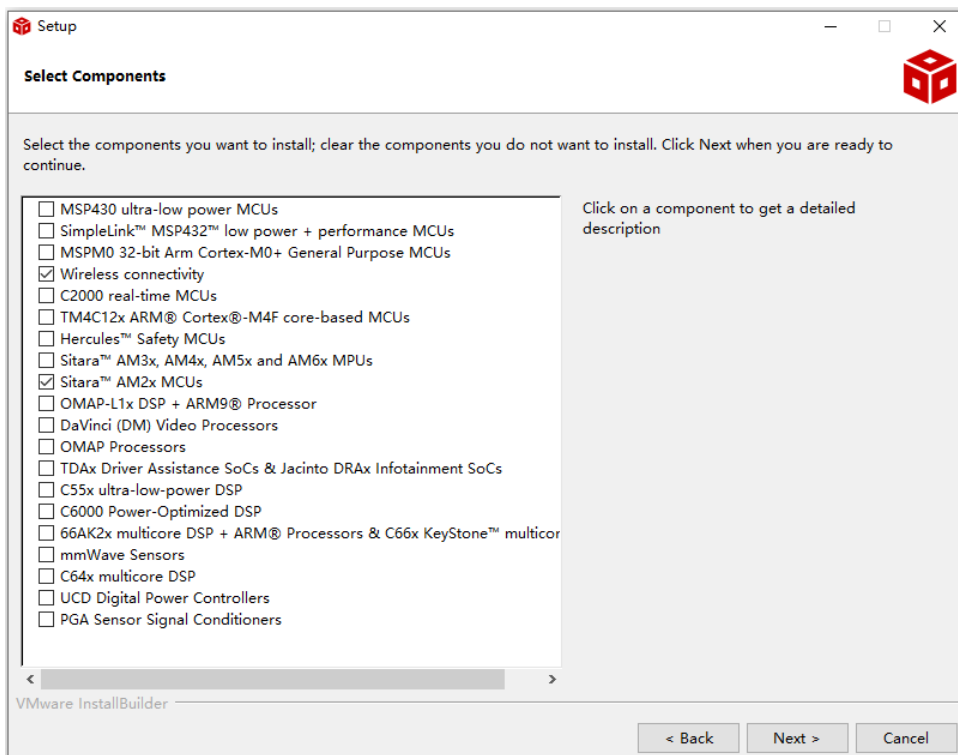 Setup
Select Components
Select the components you want to install; clear the components you do not want to install. Click Next when you are ready to
continue.
MSP430 ultra-low power MCUs
SimpleLink™ MSP432™ low power + performance MCUs
MSPM0 32-bit Arm Cortex-M0+ General Purpose MCUs
Wireless connectivity
C2000 real-time MCUs
TM4C12x ARM® Cortex®-M4F core-based MCUs
Hercules™ Safety MCUs
Sitara™ AM3x, AM4x, AM5x and AM6x MPUs
Sitara™ AM2x MCUs
OMAP-L1x DSP + ARM9® Processor
DaVinci (DM) Video Processors
OMAP Processors
TDAx Driver Assistance SoCs & Jacinto DRAx Infotainment SoCs
C55x ultra-low-power DSP
C6000 Power-Optimized DSP
66AK2x multicore DSP + ARM® Processors & C66x KeyStone™ multicor
mmWave Sensors
C64x multicore DSP
UCD Digital Power Controllers
PGA Sensor Signal Conditioners
Click on a component to get a detailed
description
VMware InstallBuilder
< Back
Next >
Cancel